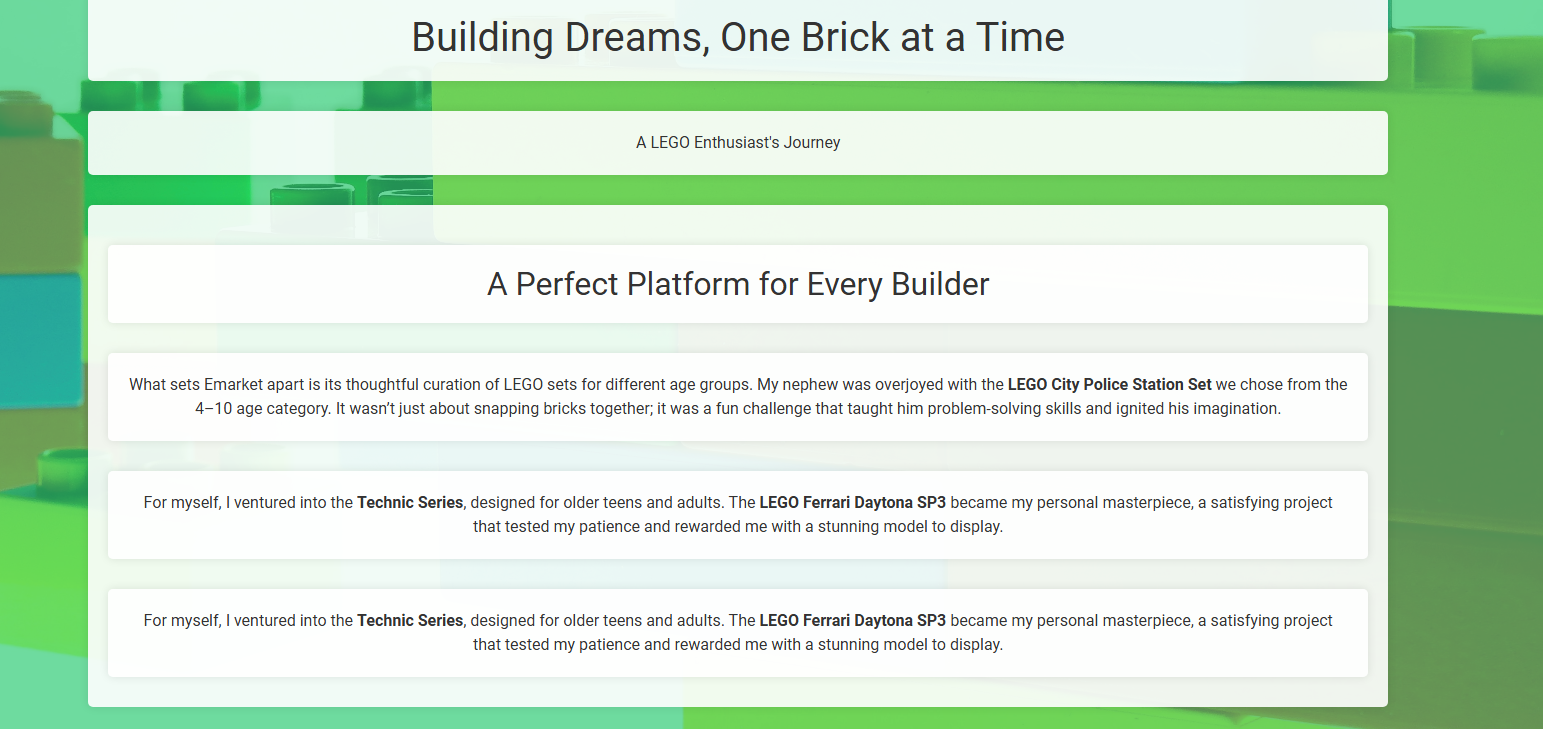 Building Dreams, One Brick at a Time
A LEGO Enthusiast's Journey
A Perfect Platform for Every Builder
What sets Emarket apart is its thoughtful curation of LEGO sets for different age groups. My nephew was overjoyed with the LEGO City Police Station Set we chose from the
4–10 age category. It wasn’t just about snapping bricks together; it was a fun challenge that taught him problem-solving skills and ignited his imagination.
For myself, I ventured into the Technic Series, designed for older teens and adults. The LEGO Ferrari Daytona SP3 became my personal masterpiece, a satisfying project
that tested my patience and rewarded me with a stunning model to display.
For myself, I ventured into the Technic Series, designed for older teens and adults. The LEGO Ferrari Daytona SP3 became my personal masterpiece, a satisfying project
that tested my patience and rewarded me with a stunning model to display.